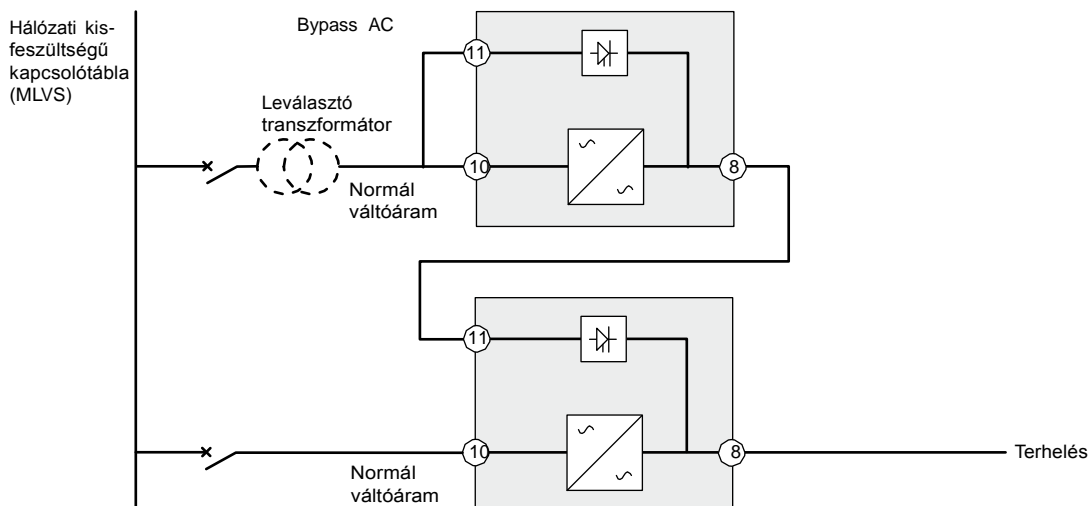 Hálózati kis-
feszültségű
kapcsolótábla
(MLVS)
Bypass AC
11
Leválasztó
transzformátor
10
8
Normál
váltóáram
11
10
8
Terhelés
Normál
váltóáram